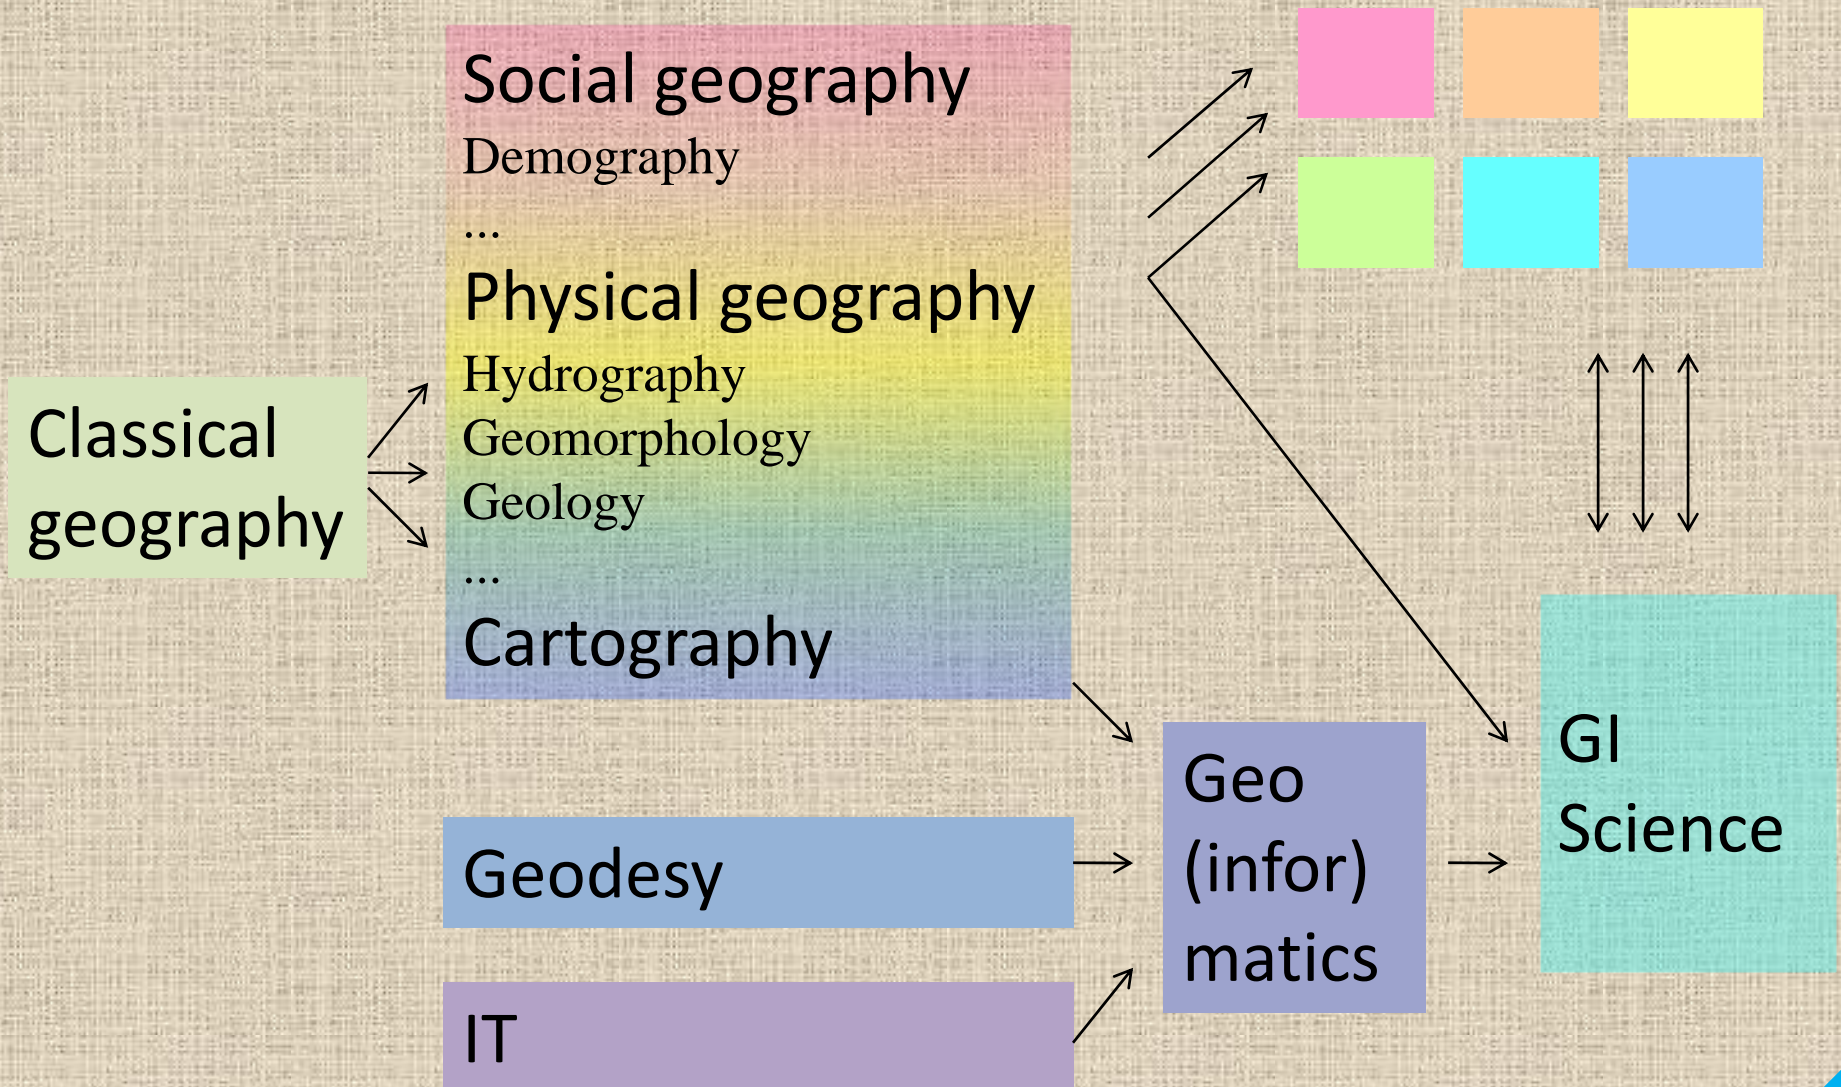 Classical
geography
Social geography
Demography
...
Physical geography
Hydrography
Geomorphology
Geology
...
Cartography
Geodesy
IT
Geo
(infor)
matics
GI
Science